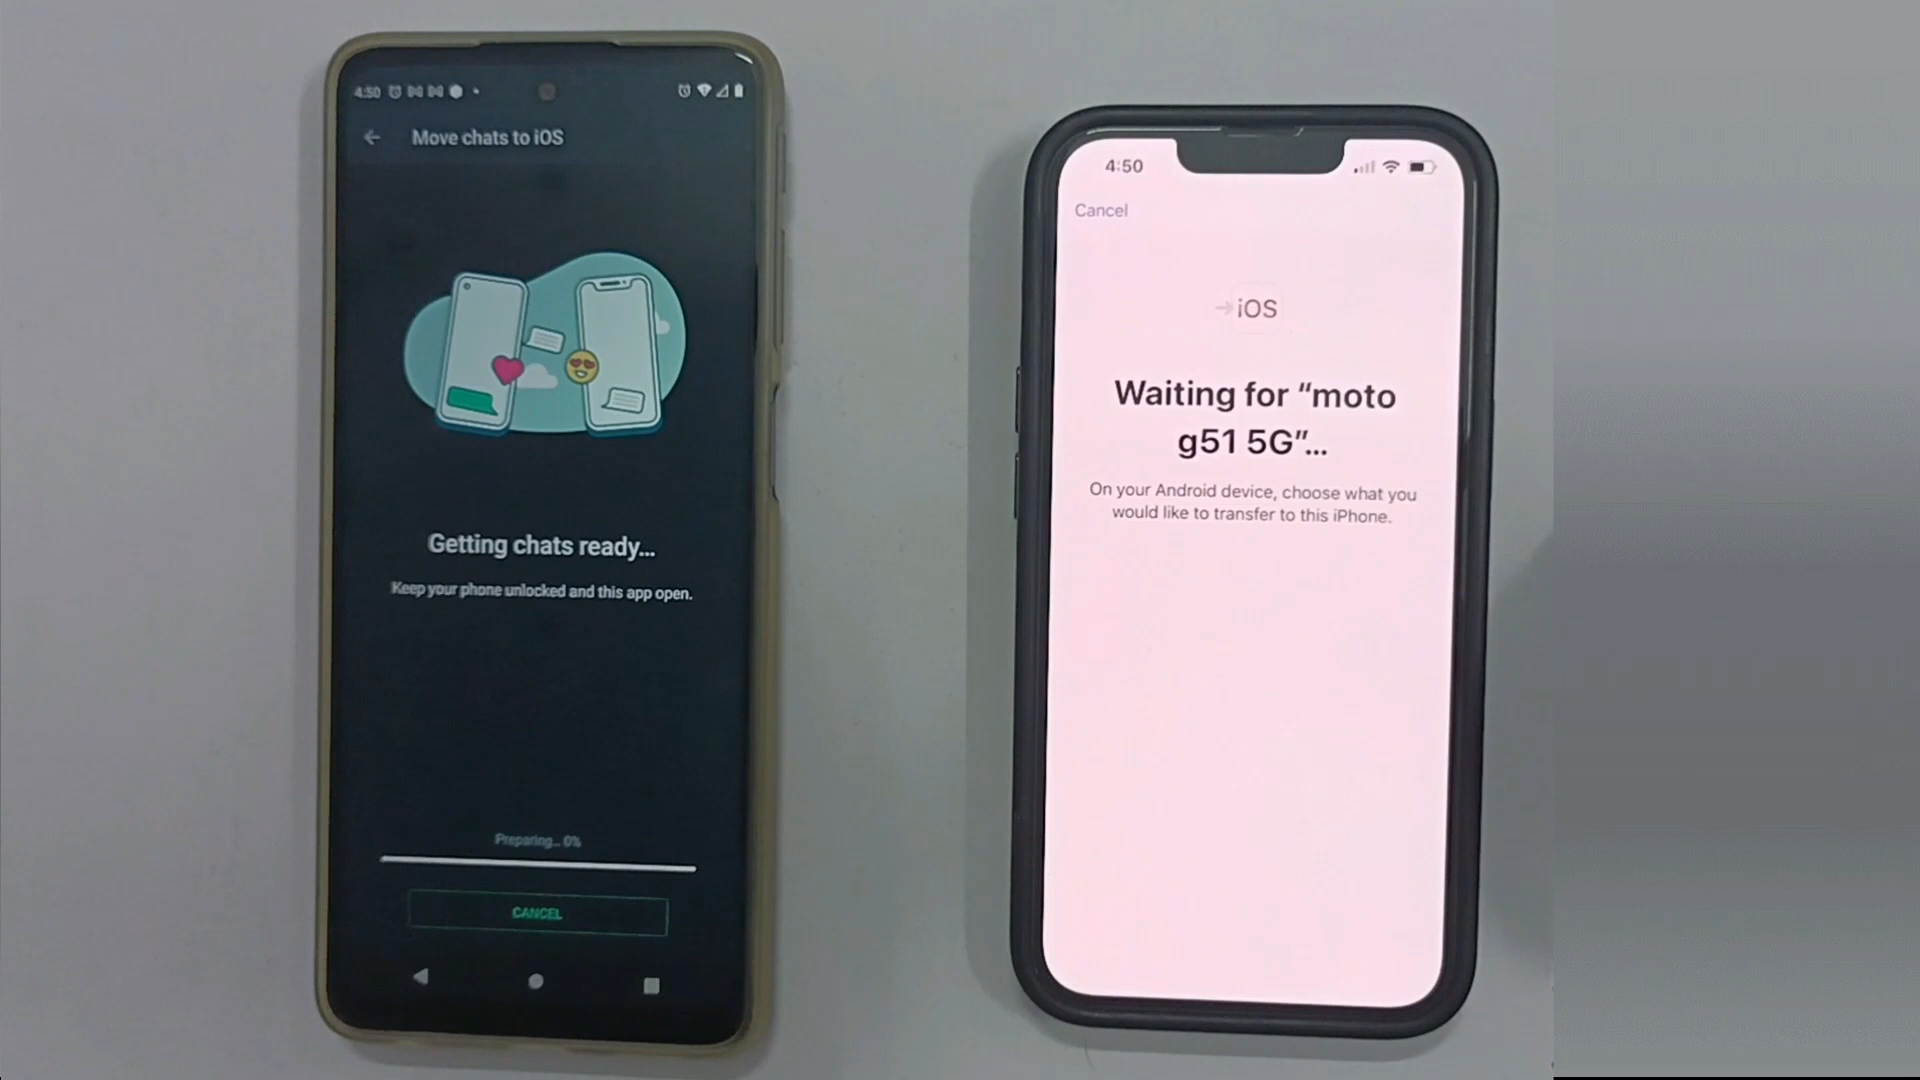 4:50
Move chats to iOS
Getting chats ready...
Keep your phone unlocked and this app open.
Preparing... 0%
CANCEL
4:50
Cancel
iOS
Waiting for “moto
g51 5G”...
On your Android device, choose what you
would like to transfer to this iPhone.